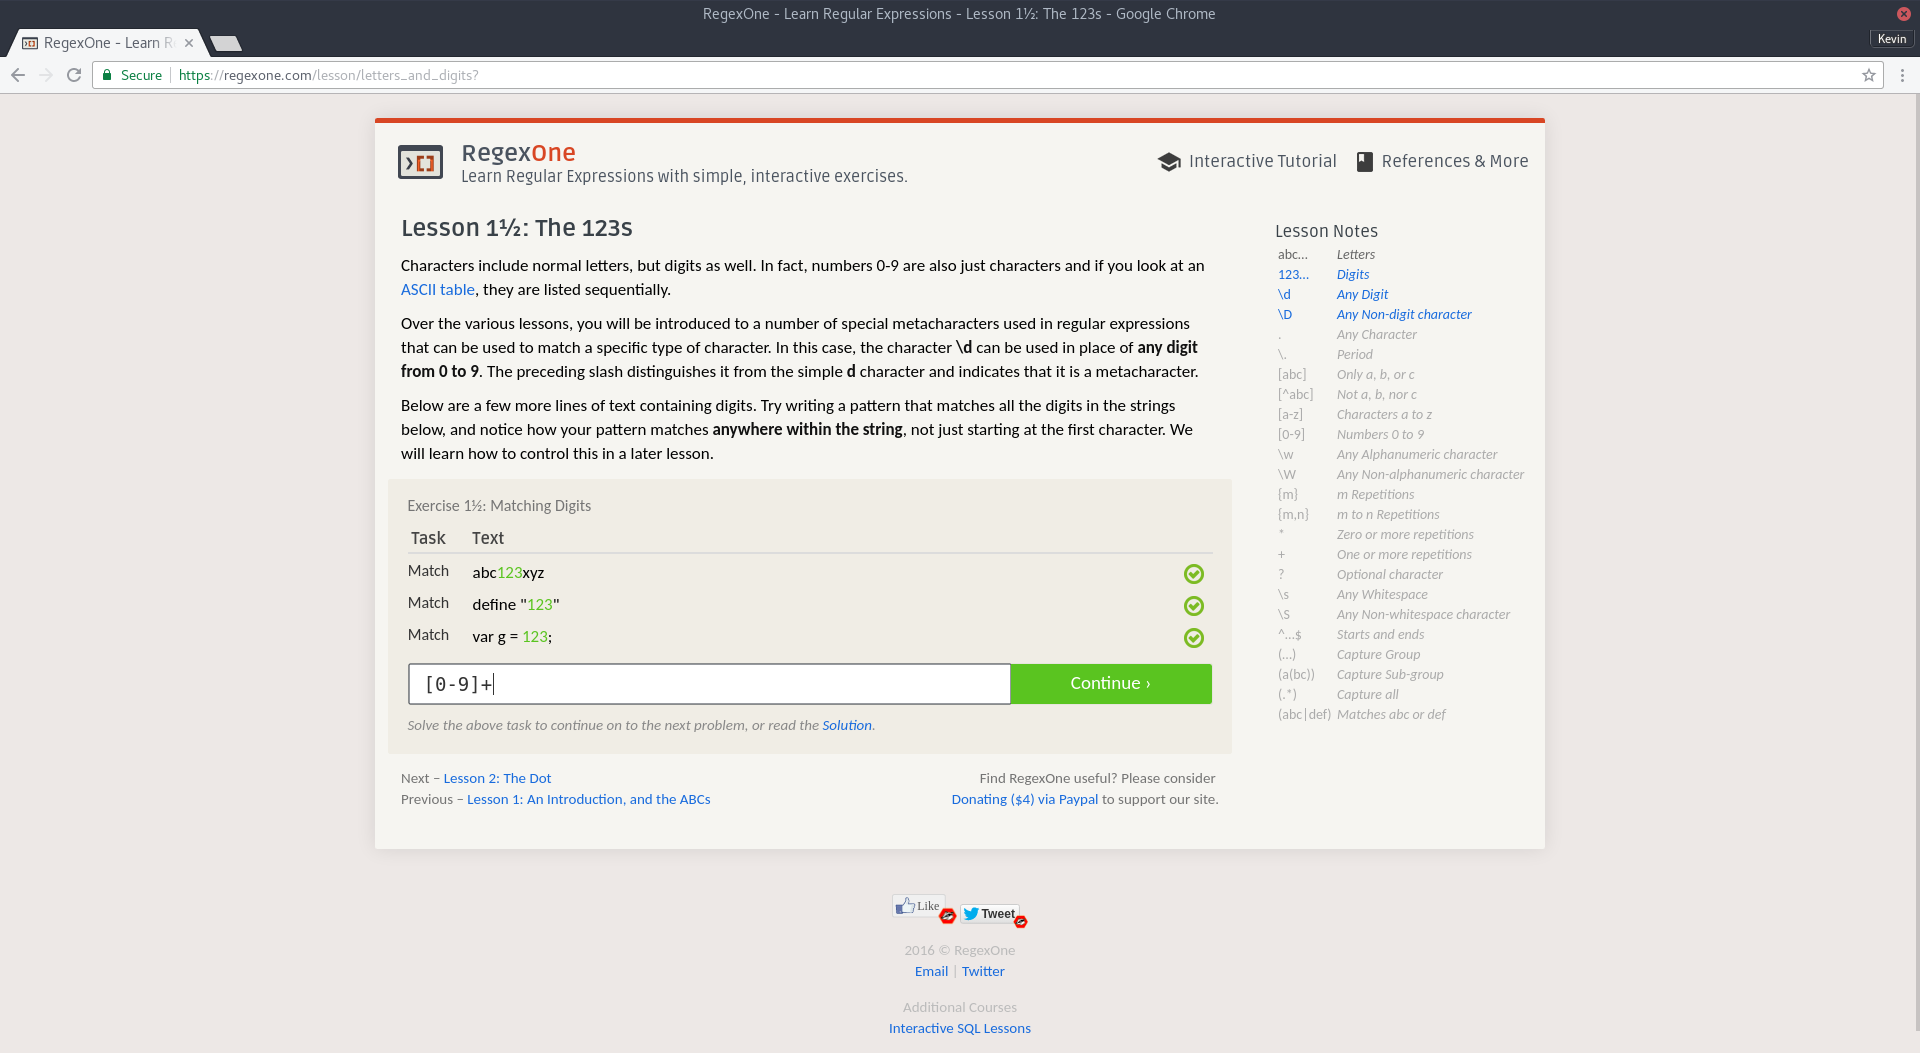 RegexOne - Learn Regular Expressions - Lesson 1½: The 123s - Google Chrome
RegexOne - Learn R
Kevin
Secure
https://regexone.com/lesson/letters_and_digits?
RegexOne
Learn Regular Expressions with simple, interactive exercises.
Interactive Tutorial
References & More
Lesson 1½: The 123s
Characters include normal letters, but digits as well. In fact, numbers 0-9 are also just characters and if you look at an
ASCII table, they are listed sequentially.
Over the various lessons, you will be introduced to a number of special metacharacters used in regular expressions
that can be used to match a specific type of character. In this case, the character \d can be used in place of any digit
from 0 to 9. The preceding slash distinguishes it from the simple d character and indicates that it is a metacharacter.
Below are a few more lines of text containing digits. Try writing a pattern that matches all the digits in the strings
below, and notice how your pattern matches anywhere within the string, not just starting at the first character. We
will learn how to control this in a later lesson.
Exercise 1½: Matching Digits
Task Text
Match abc123xyz
Match define "123"
Match var g = 123;
[0-9]+
Continue ›
Solve the above task to continue on to the next problem, or read the Solution.
Next – Lesson 2: The Dot
Previous – Lesson 1: An Introduction, and the ABCs
Find RegexOne useful? Please consider
Donating ($4) via Paypal to support our site.
Lesson Notes
abc… Letters
123… Digits
\d Any Digit
\D Any Non-digit character
. Any Character
\. Period
[abc] Only a, b, or c
[^abc] Not a, b, nor c
[a-z] Characters a to z
[0-9] Numbers 0 to 9
\w Any Alphanumeric character
\W Any Non-alphanumeric character
{m} m Repetitions
{m,n} m to n Repetitions
* Zero or more repetitions
+ One or more repetitions
? Optional character
\s Any Whitespace
\S Any Non-whitespace character
^…$ Starts and ends
(…) Capture Group
(a(bc)) Capture Sub-group
(.*) Capture all
(abc|def) Matches abc or def
Like
Tweet
2016 © RegexOne
Email | Twitter
Additional Courses
Interactive SQL Lessons